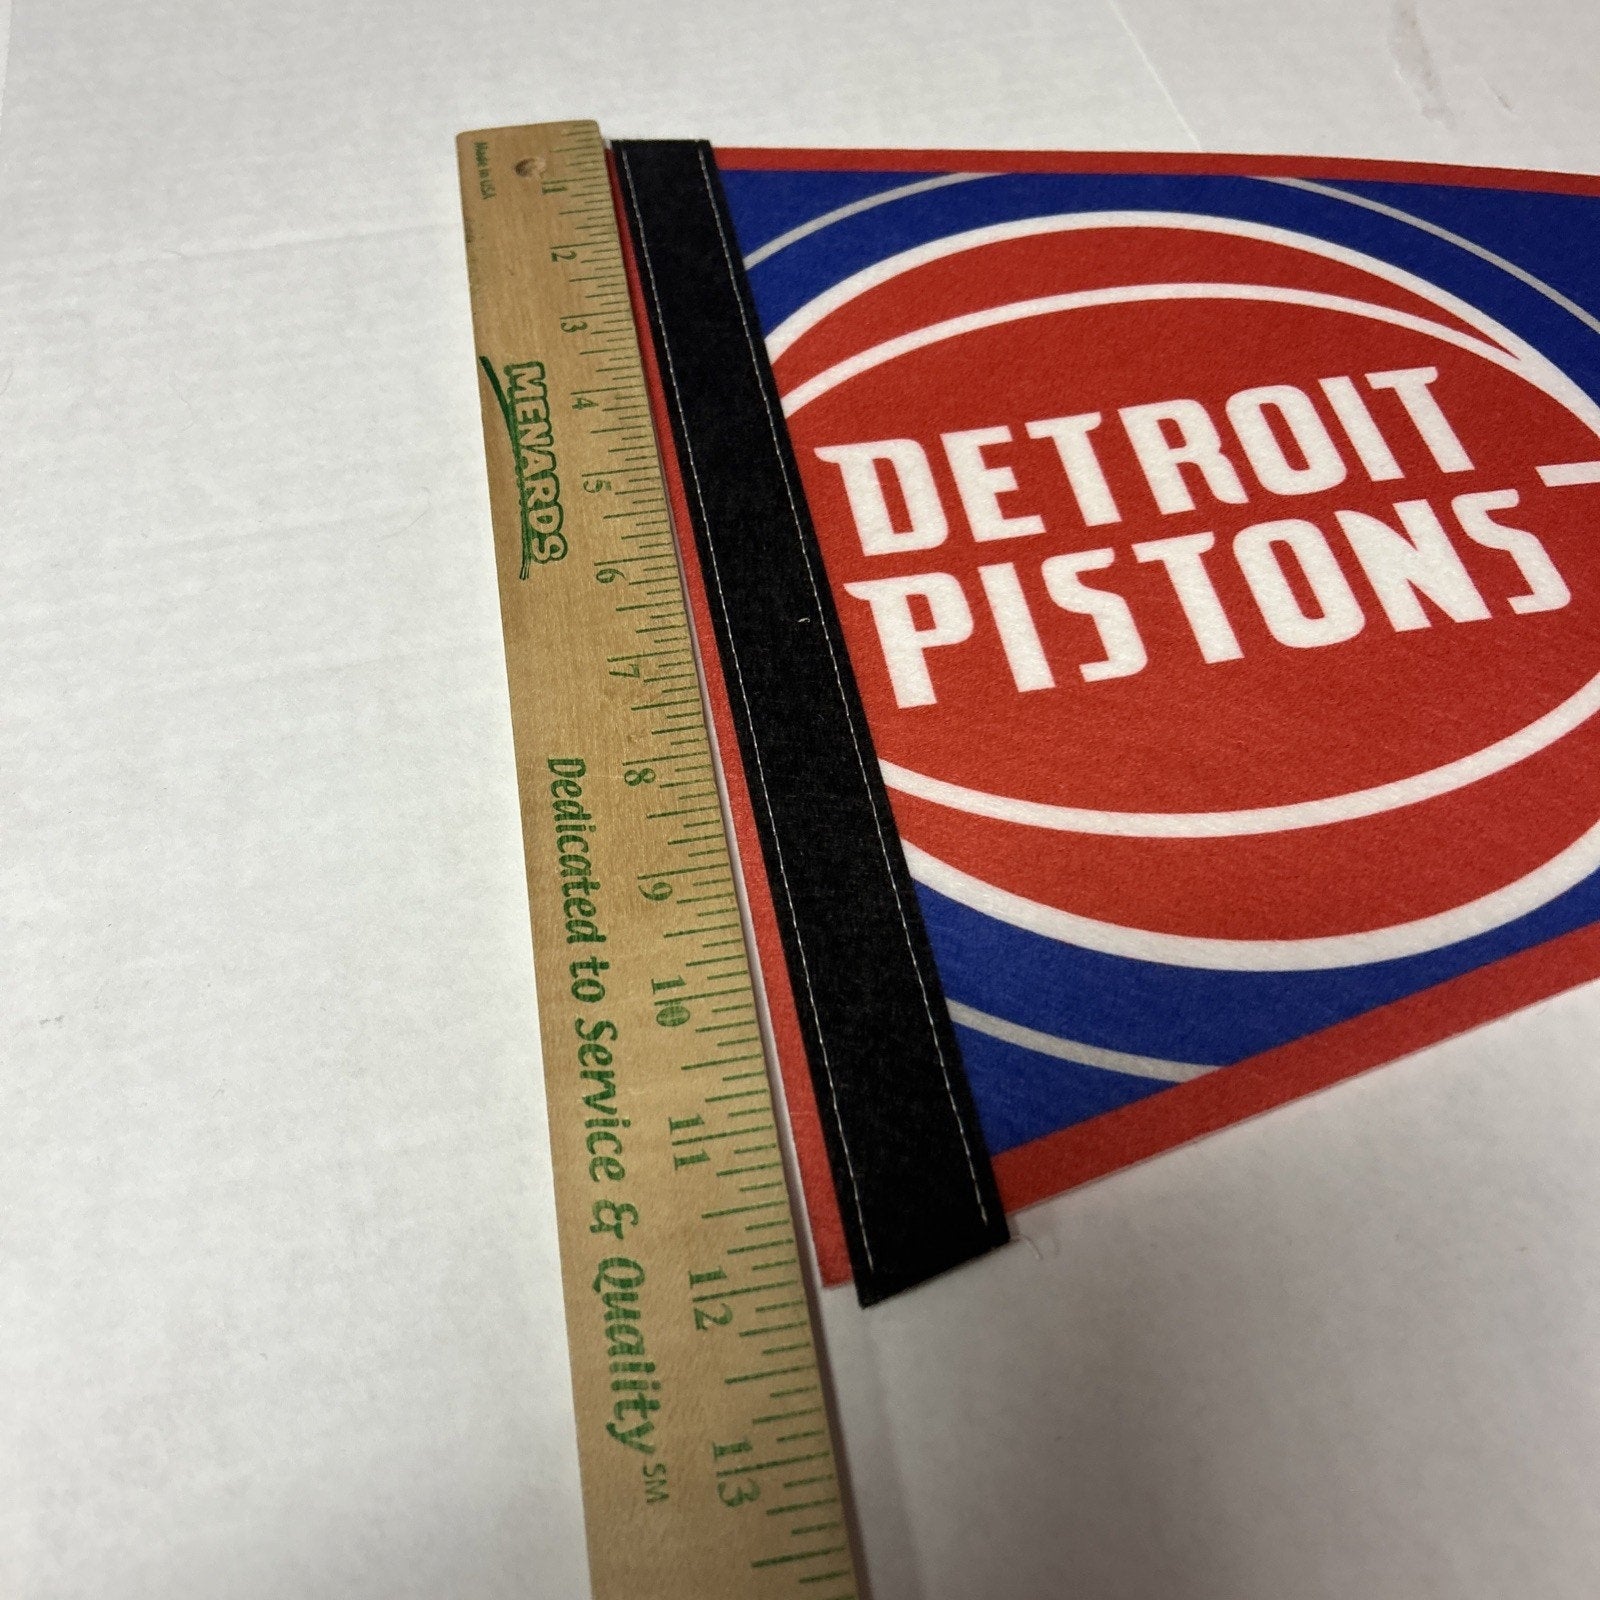 Made in USA
MENARDS
Dedicated to Service & Quality SM
1
2
3
4
5
6
7
8
9
10
11
12
13
DETROIT
PISTONS